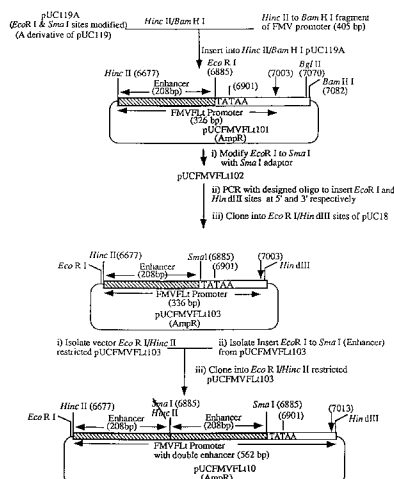 pUC119A
(EcoR I & Sma I sites modified)
(A derivative of pUC119)
Hinc II/Bam H I
Hinc II to Bam H I fragment
of FMV promoter (405 bp)
Insert into Hinc II/Bam H I pUC119A
Hinc II (6677)
Enhancer
(208bp)
EcoR I
(6885)
(6901)
(7003)
Bgl II
(7070)
Bam H I
(7082)
TATAA
FMVFLt Promoter
(326 bp)
pUCFMVFLt101
(AmpR)
i) Modify EcoR I to Sma I
with Sma I adaptor
pUCFMVFLt102
ii) PCR with designed oligo to insert EcoR I and
Hin dIII sites at 5' and 3' respectively
iii) Clone into EcoR I/Hin dIII sites of pUC18
EcoR I
Hinc II(6677)
Enhancer
(208bp)
SmaI(6885)
(6901)
(7003)
Hin dIII
TATAA
FMVFLt Promoter
(336 bp)
pUCFMVFLt103
(AmpR)
i) Isolate vector Eco R I/Hinc II
restricted pUCFMVFLt103
ii) Isolate Insert EcoR I to Sma I (Enhancer)
from pUCFMVFLt103
iii) Clone into Eco R I/Hinc II restricted
pUCFMVFLt103
EcoR I
Hinc II (6677)
Enhancer
(208bp)
Sma I (6885)
Hinc II
Enhancer
(208bp)
Sma I (6885)
(6901)
(7013)
Hin dIII
TATAA
FMVFLt Promoter
with double enhancer (562 bp)
pUCFMVFLt10
(AmpR)